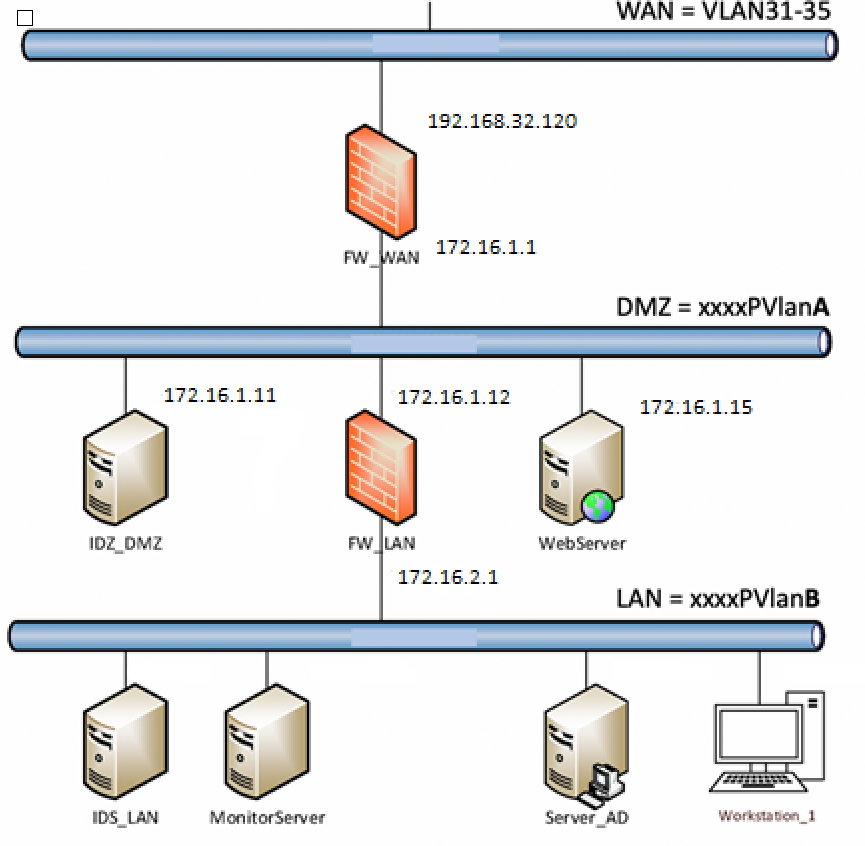 WAN = VLAN31-35
192.168.32.120
FW_WAN
172.16.1.1
DMZ = xxxxPVlanA
172.16.1.11
172.16.1.12
172.16.1.15
IDZ_DMZ
FW_LAN
WebServer
172.16.2.1
LAN = xxxxPVlanB
IDS_LAN
MonitorServer
Server_AD
Workstation_1